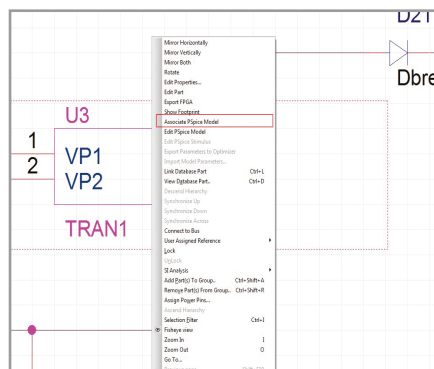 D21
Dbre
U3
1
2
VP1
VP2
TRAN1
Mirror Horizontally
Mirror Vertically
Mirror Both
Rotate
Edit Properties...
Edit Part
Export FPGA
Show Footprint
Associate PSpice Model
Edit PSpice Model
Edit PSpice Stimulus
Export Parameters to Optimizer
Import Model Parameters...
Link Database Part Ctrl+L
View Database Part.. Ctrl+D
Descend Hierarchy
Synchronize Up
Synchronize Down
Synchronize Across
Connect to Bus
User Assigned Reference
Lock
UnLock
SI Analysis
Add Part(s) To Group.. Ctrl+Shift+A
Remove Part(s) From Group.. Ctrl+Shift+R
Assign Power Pins...
Ascend Hierarchy
Selection Filter Ctrl+I
Fisheye view
Zoom In I
Zoom Out O
Go To...